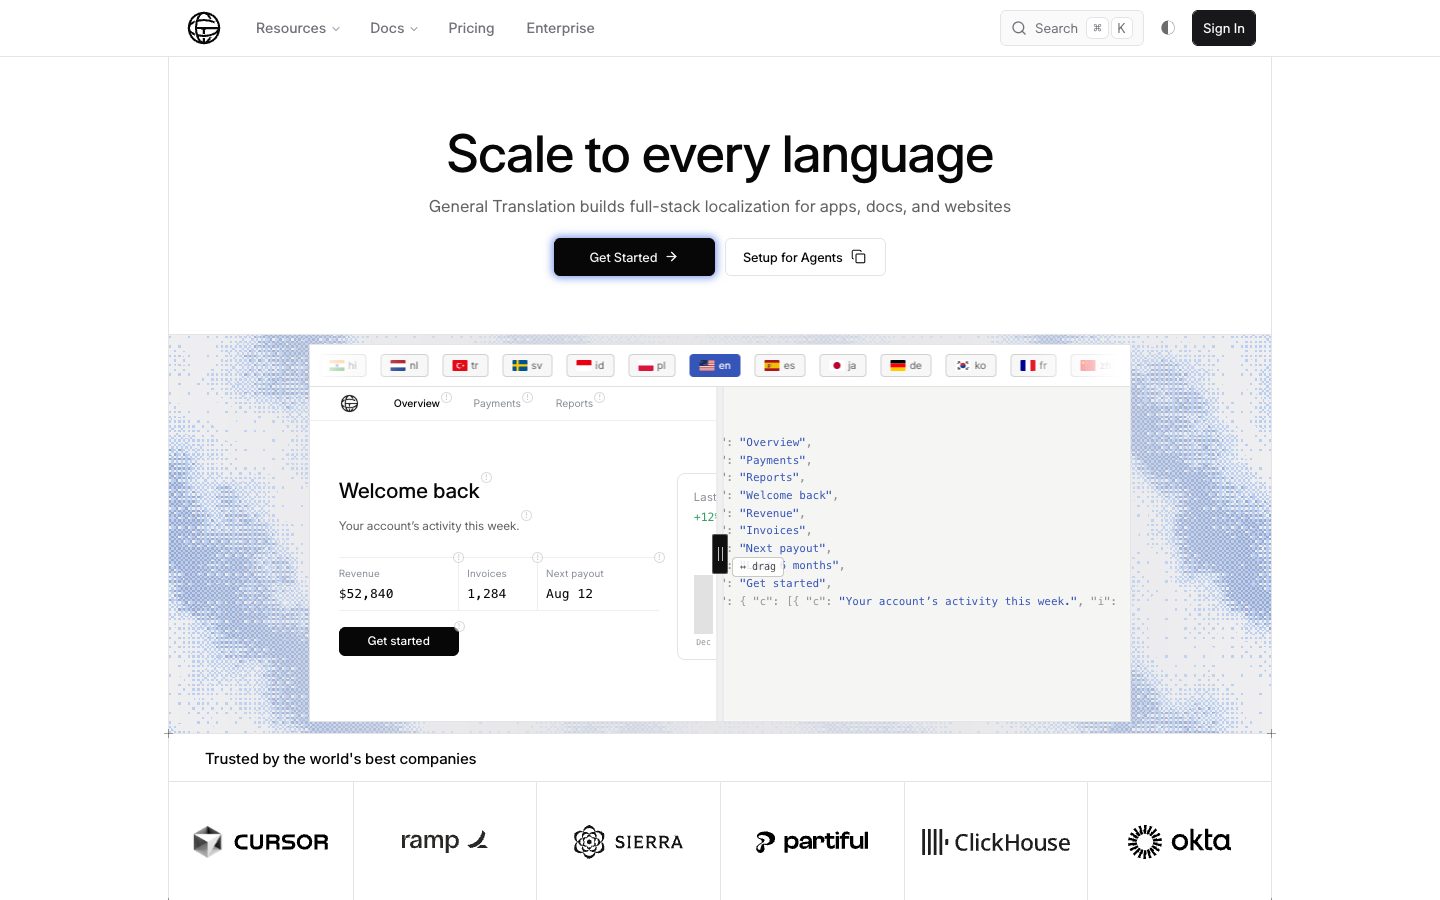 Resources Docs Pricing Enterprise Search ⌘ K Sign In
Scale to every language
General Translation builds full-stack localization for apps, docs, and websites
Get Started → Setup for Agents
hi nl tr sv id pl en es ja de ko fr zh
Overview Payments Reports
Welcome back
Your account's activity this week.
Revenue Invoices Next payout
$52,840 1,284 Aug 12
Get started
Last
Dec
": "Overview",
": "Payments",
": "Reports",
": "Welcome back",
": "Revenue",
": "Invoices",
: "Next payout",
months",
↔ drag
": "Get started",
": { "c": [{ "c": "Your account's activity this week.", "i":
Trusted by the world's best companies
CURSOR ramp SIERRA partiful ClickHouse okta